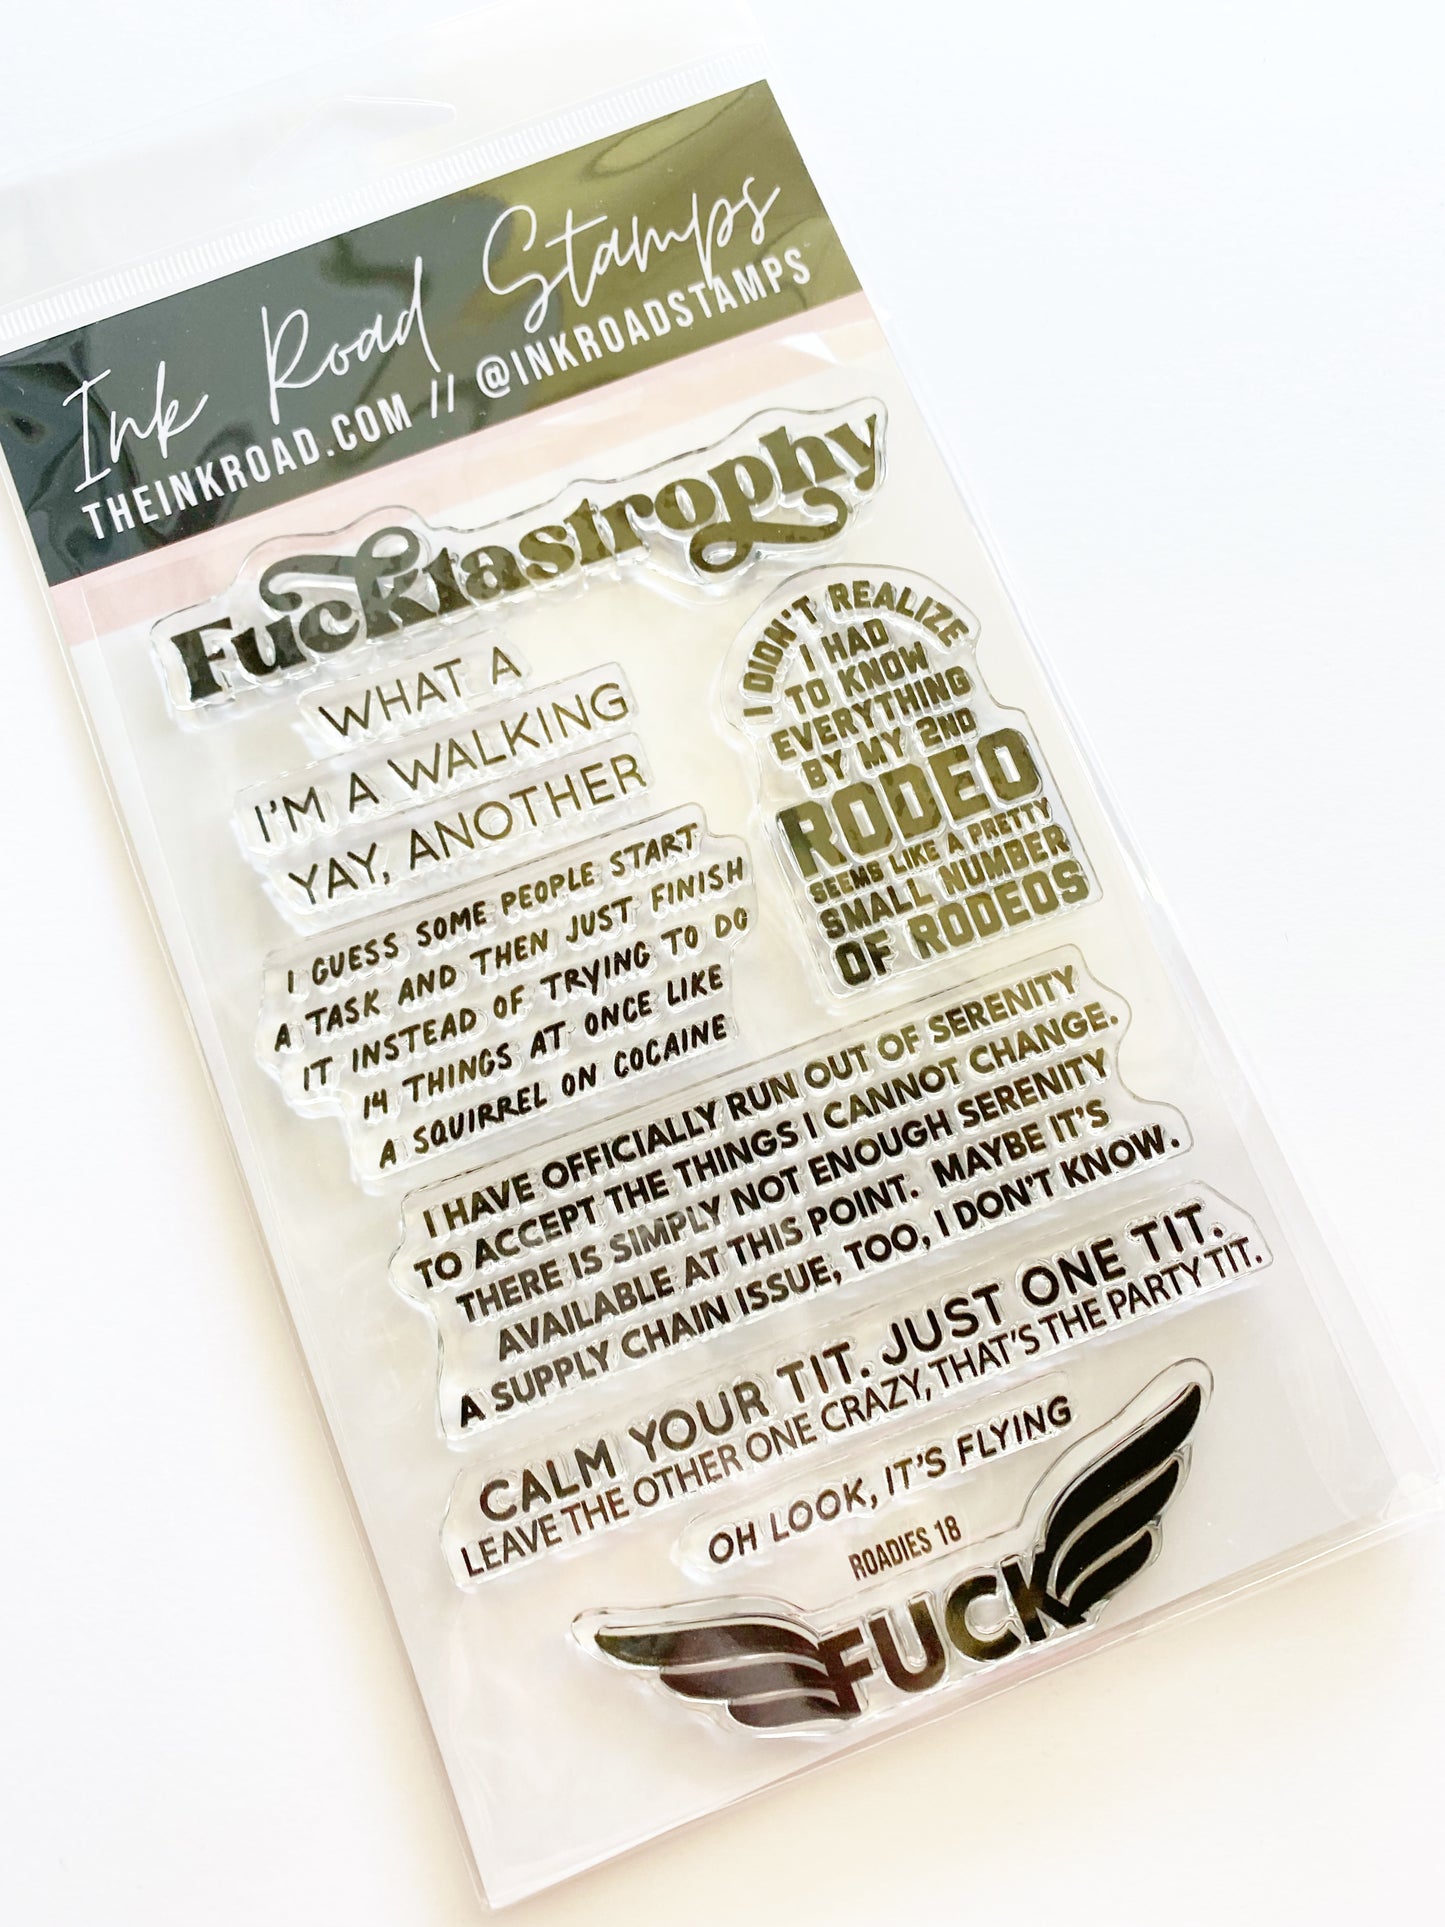 Ink Road Stamps
THEINKROAD.COM // @INKROADSTAMPS
Fucktastrophy
WHAT A
I'M A WALKING
YAY, ANOTHER
I DIDN'T REALIZE
I HAD
TO KNOW
EVERYTHING
BY MY 2ND
RODEO
SEEMS LIKE A PRETTY
SMALL NUMBER
OF RODEOS
I GUESS SOME PEOPLE START
A TASK AND THEN JUST FINISH
IT INSTEAD OF TRYING TO DO
14 THINGS AT ONCE LIKE
A SQUIRREL ON COCAINE
I HAVE OFFICIALLY RUN OUT OF SERENITY
TO ACCEPT THE THINGS I CANNOT CHANGE.
THERE IS SIMPLY NOT ENOUGH SERENITY
AVAILABLE AT THIS POINT. MAYBE IT'S
A SUPPLY CHAIN ISSUE, TOO, I DON'T KNOW.
CALM YOUR TIT. JUST ONE TIT.
LEAVE THE OTHER ONE CRAZY, THAT'S THE PARTY TIT.
OH LOOK, IT'S FLYING
ROADIES 18
FUCK